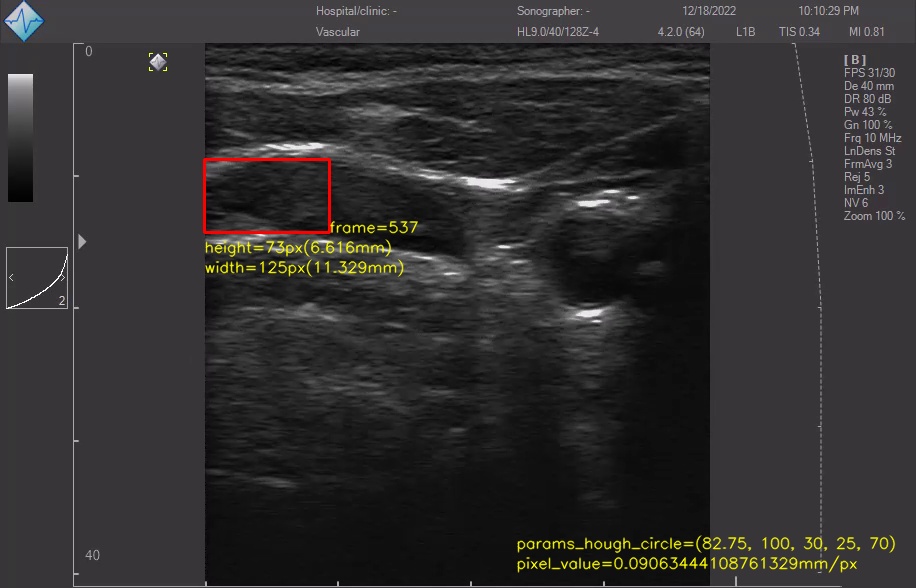 Hospital/clinic: - Sonographer: - 12/18/2022 10:10:29 PM
Vascular HL9.0/40/128Z-4 4.2.0 (64) L1B TIS 0.34 MI 0.81
0
[ B ]
FPS 31/30
De 40 mm
DR 80 dB
Pw 43 %
Gn 100 %
Frq 10 MHz
LnDens St
FrmAvg 3
Rej 5
ImEnh 3
NV 6
Zoom 100 %
frame=537
height=73px(6.616mm)
width=125px(11.329mm)
2
params_hough_circle=(82.75, 100, 30, 25, 70)
40
pixel_value=0.09063444108761329mm/px